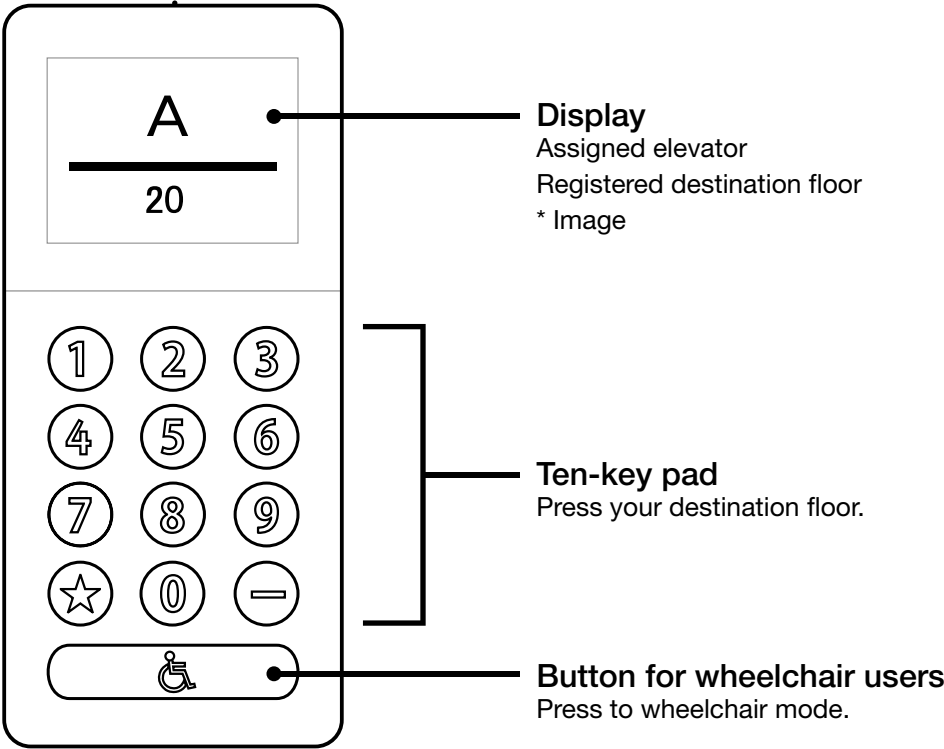 A
20
Display
Assigned elevator
Registered destination floor
* Image
1 2 3
4 5 6
7 8 9
☆ 0 –
Ten-key pad
Press your destination floor.
Button for wheelchair users
Press to wheelchair mode.